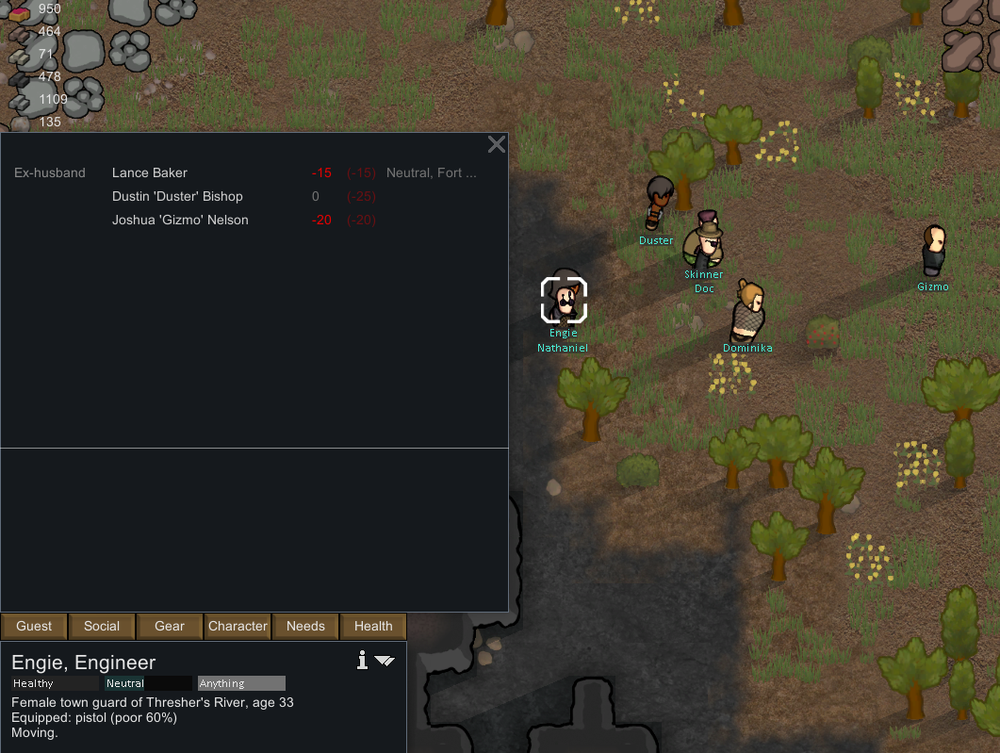 950
464
71
478
1109
135
Ex-husband Lance Baker -15 (-15) Neutral, Fort ...
Dustin 'Duster' Bishop 0 (-25)
Joshua 'Gizmo' Nelson -20 (-20)
Duster
Skinner
Doc
Gizmo
Engie
Nathaniel
Dominika
Guest Social Gear Character Needs Health
Engie, Engineer
Healthy Neutral Anything
Female town guard of Thresher's River, age 33
Equipped: pistol (poor 60%)
Moving.